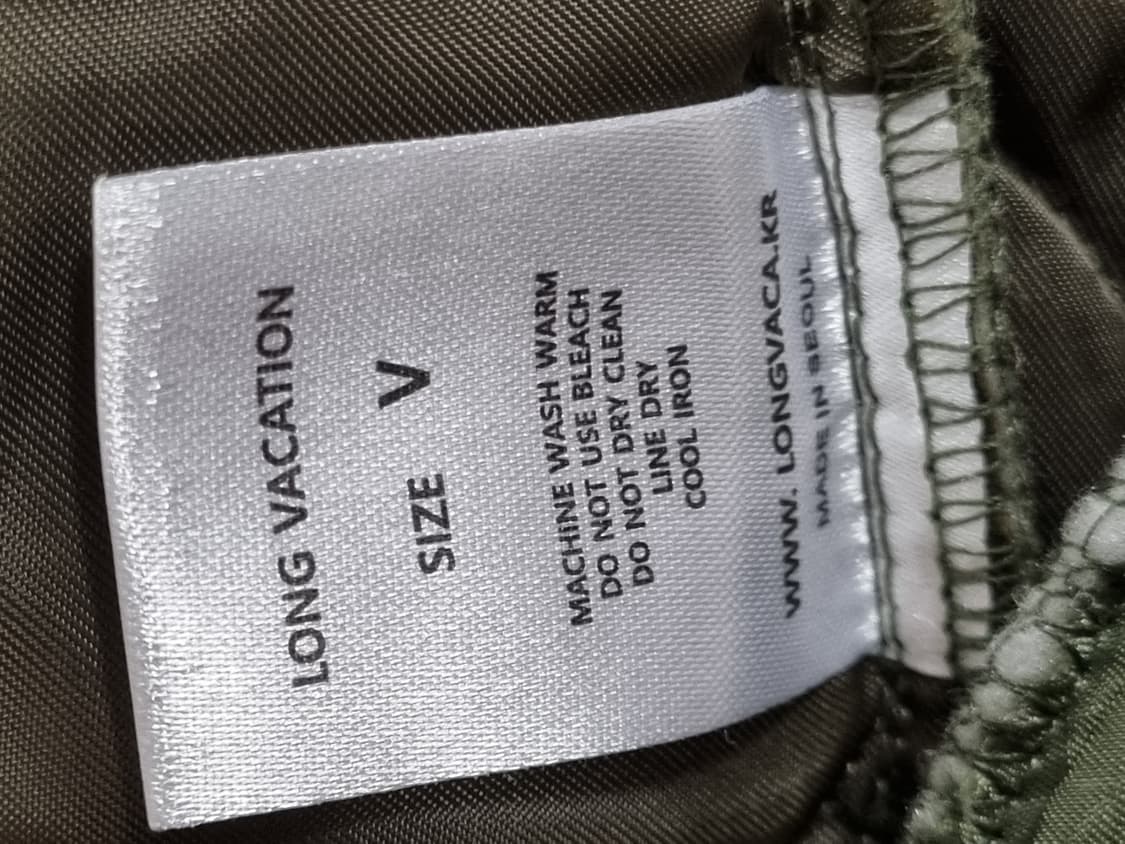 LONG VACATION
SIZE V
MACHINE WASH WARM
DO NOT USE BLEACH
DO NOT DRY CLEAN
LINE DRY
COOL IRON
WWW. LONGVACA.KR
MADE IN SEOUL